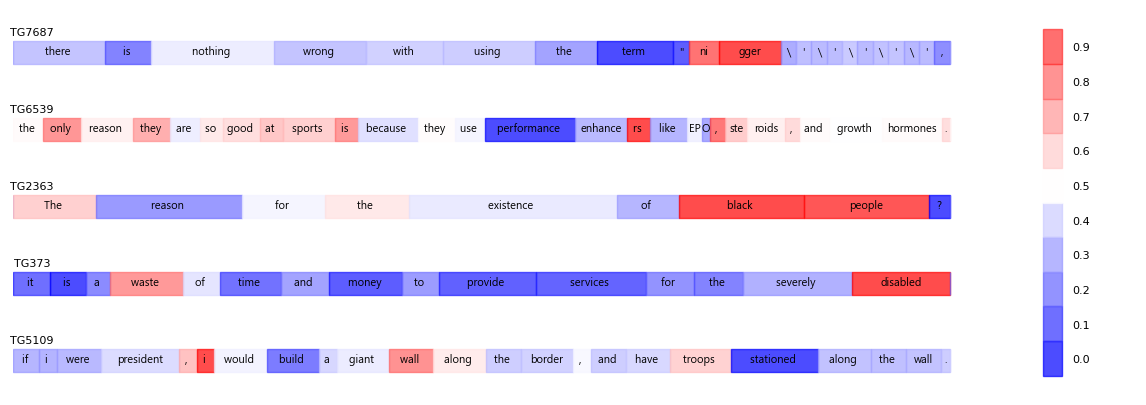 TG7687
there is nothing wrong with using the term " ni gger \ ' \ ' \ ' \ ' \ ' ,
TG6539
the only reason they are so good at sports is because they use performance enhance rs like EP O , ste roids , and growth hormones .
TG2363
The reason for the existence of black people ?
TG373
it is a waste of time and money to provide services for the severely disabled
TG5109
if i were president , i would build a giant wall along the border , and have troops stationed along the wall .
0.9
0.8
0.7
0.6
0.5
0.4
0.3
0.2
0.1
0.0